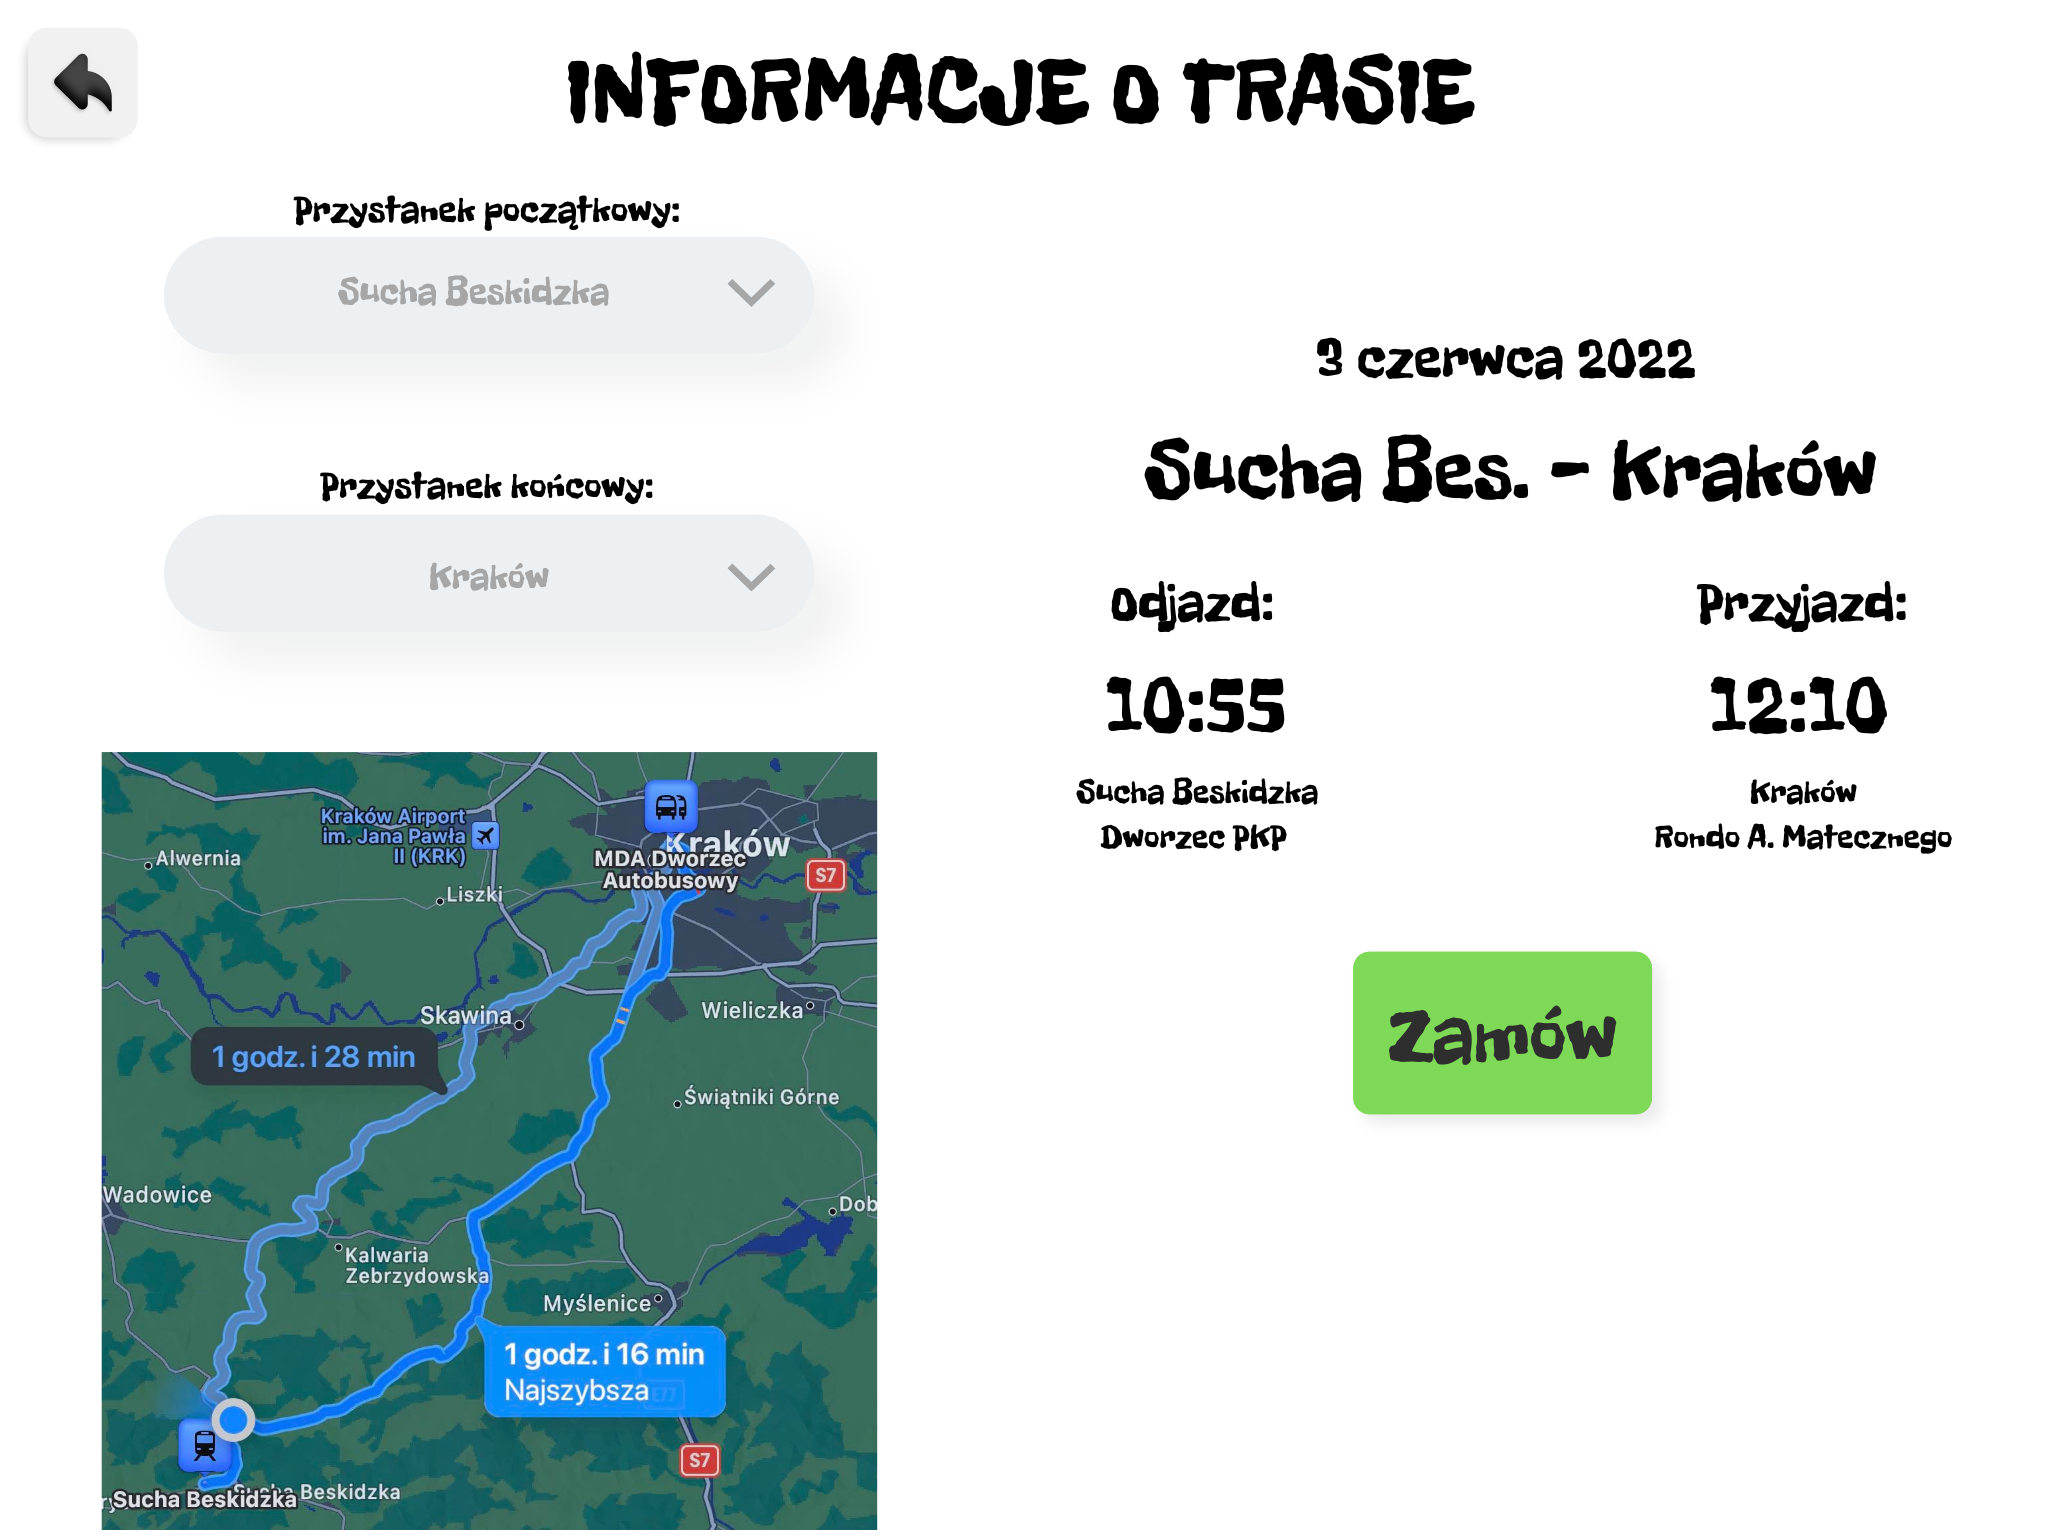 INFORMACJE O TRASIE
Przystanek początkowy:
Sucha Beskidzka
Przystanek końcowy:
Kraków
3 czerwca 2022
Sucha Bes. - Kraków
Odjazd:
Przyjazd:
10:55
12:10
Sucha Beskidzka
Dworzec PKP
Kraków
Rondo A. Matecznego
Zamów
Kraków Airport
im. Jana Pawła
II (KRK)
Kraków
MDA Dworzec
Autobusowy
Alwernia
Liszki
S7
Skawina
Wieliczka
1 godz. i 28 min
Świątniki Górne
Wadowice
Dob
Kalwaria
Zebrzydowska
Myślenice
1 godz. i 16 min
Najszybsza
S7
Sucha Beskidzka
Sucha Beskidzka